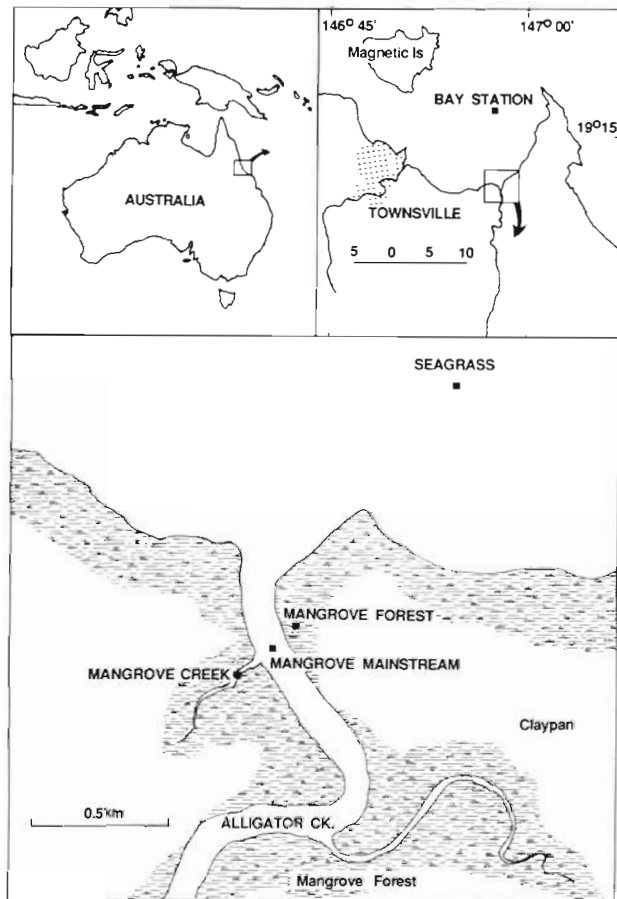 AUSTRALIA
146° 45'
147° 00'
Magnetic Is
BAY STATION
19°15
TOWNSVILLE
5 0 10
SEAGRASS
MANGROVE FOREST
MANGROVE MAINSTREAM
MANGROVE CREEK
Claypan
0.5 km
ALLIGATOR CK.
Mangrove Forest